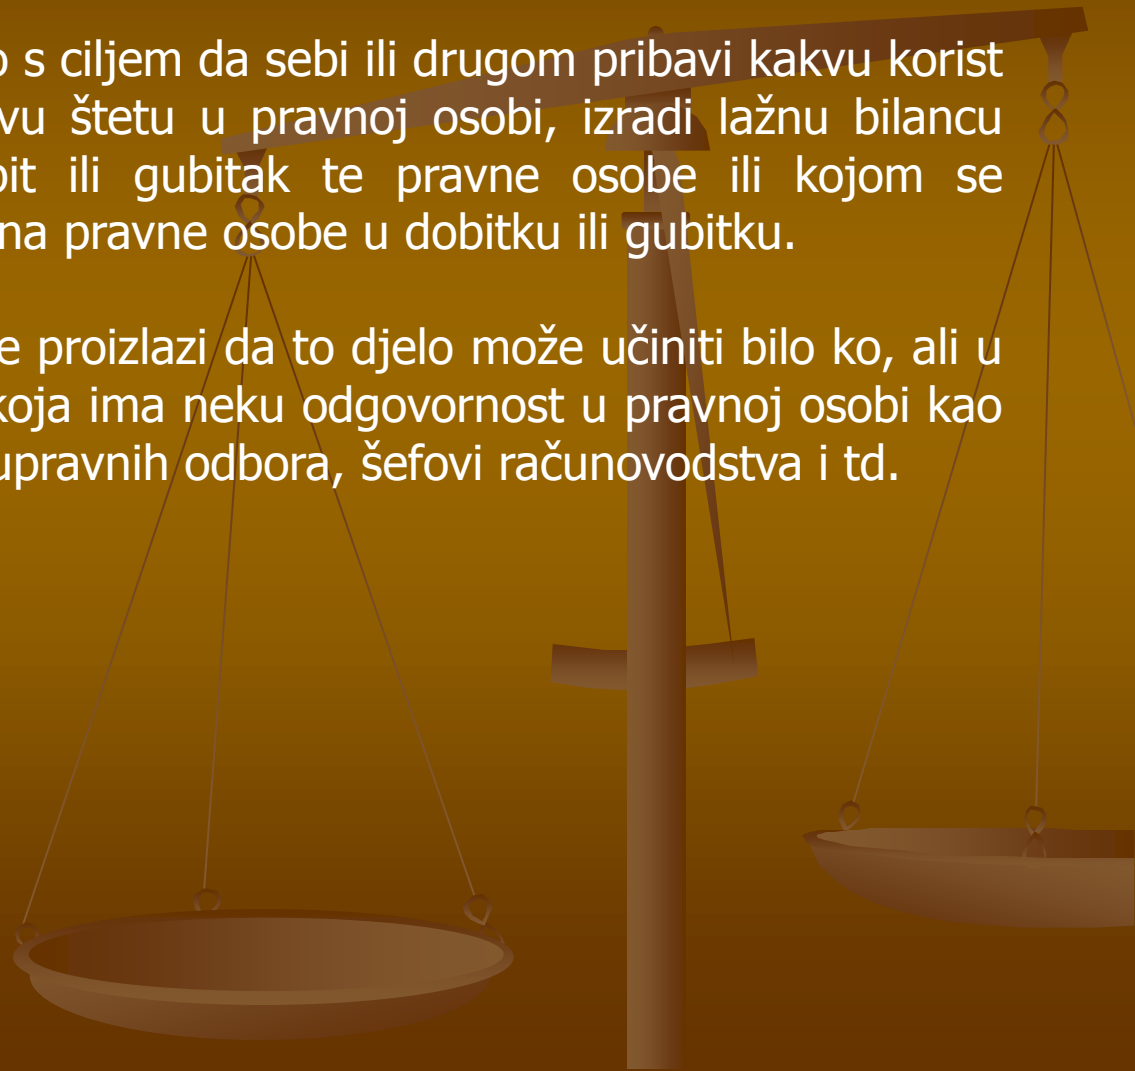 o s ciljem da sebi ili drugom pribavi kakvu korist
vu štetu u pravnoj osobi, izradi lažnu bilancu
bit ili gubitak te pravne osobe ili kojom se
na pravne osobe u dobitku ili gubitku.
e proizlazi da to djelo može učiniti bilo ko, ali u
koja ima neku odgovornost u pravnoj osobi kao
upravnih odbora, šefovi računovodstva i td.